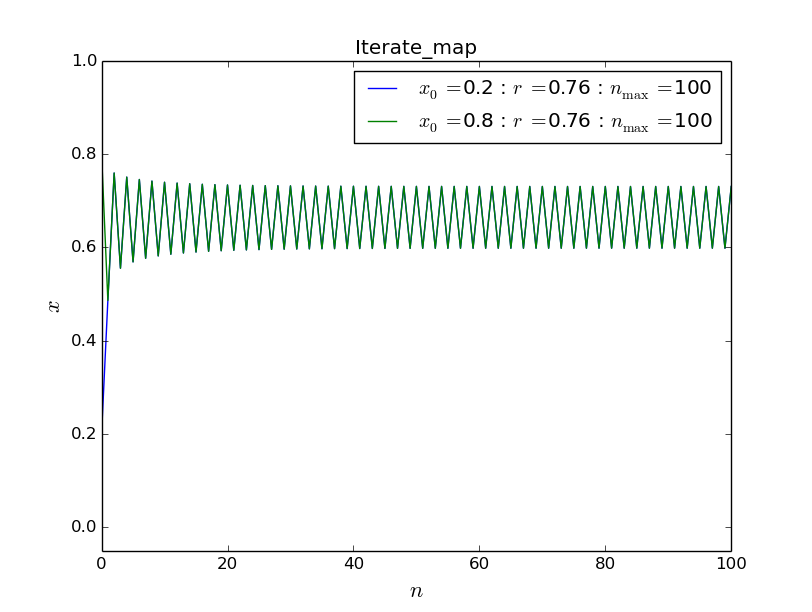 Iterate_map
x₀ =0.2 : r =0.76 : nₘₐₓ =100
x₀ =0.8 : r =0.76 : nₘₐₓ =100
1.0
0.8
0.6
0.4
0.2
0.0
x
0 20 40 60 80 100
n